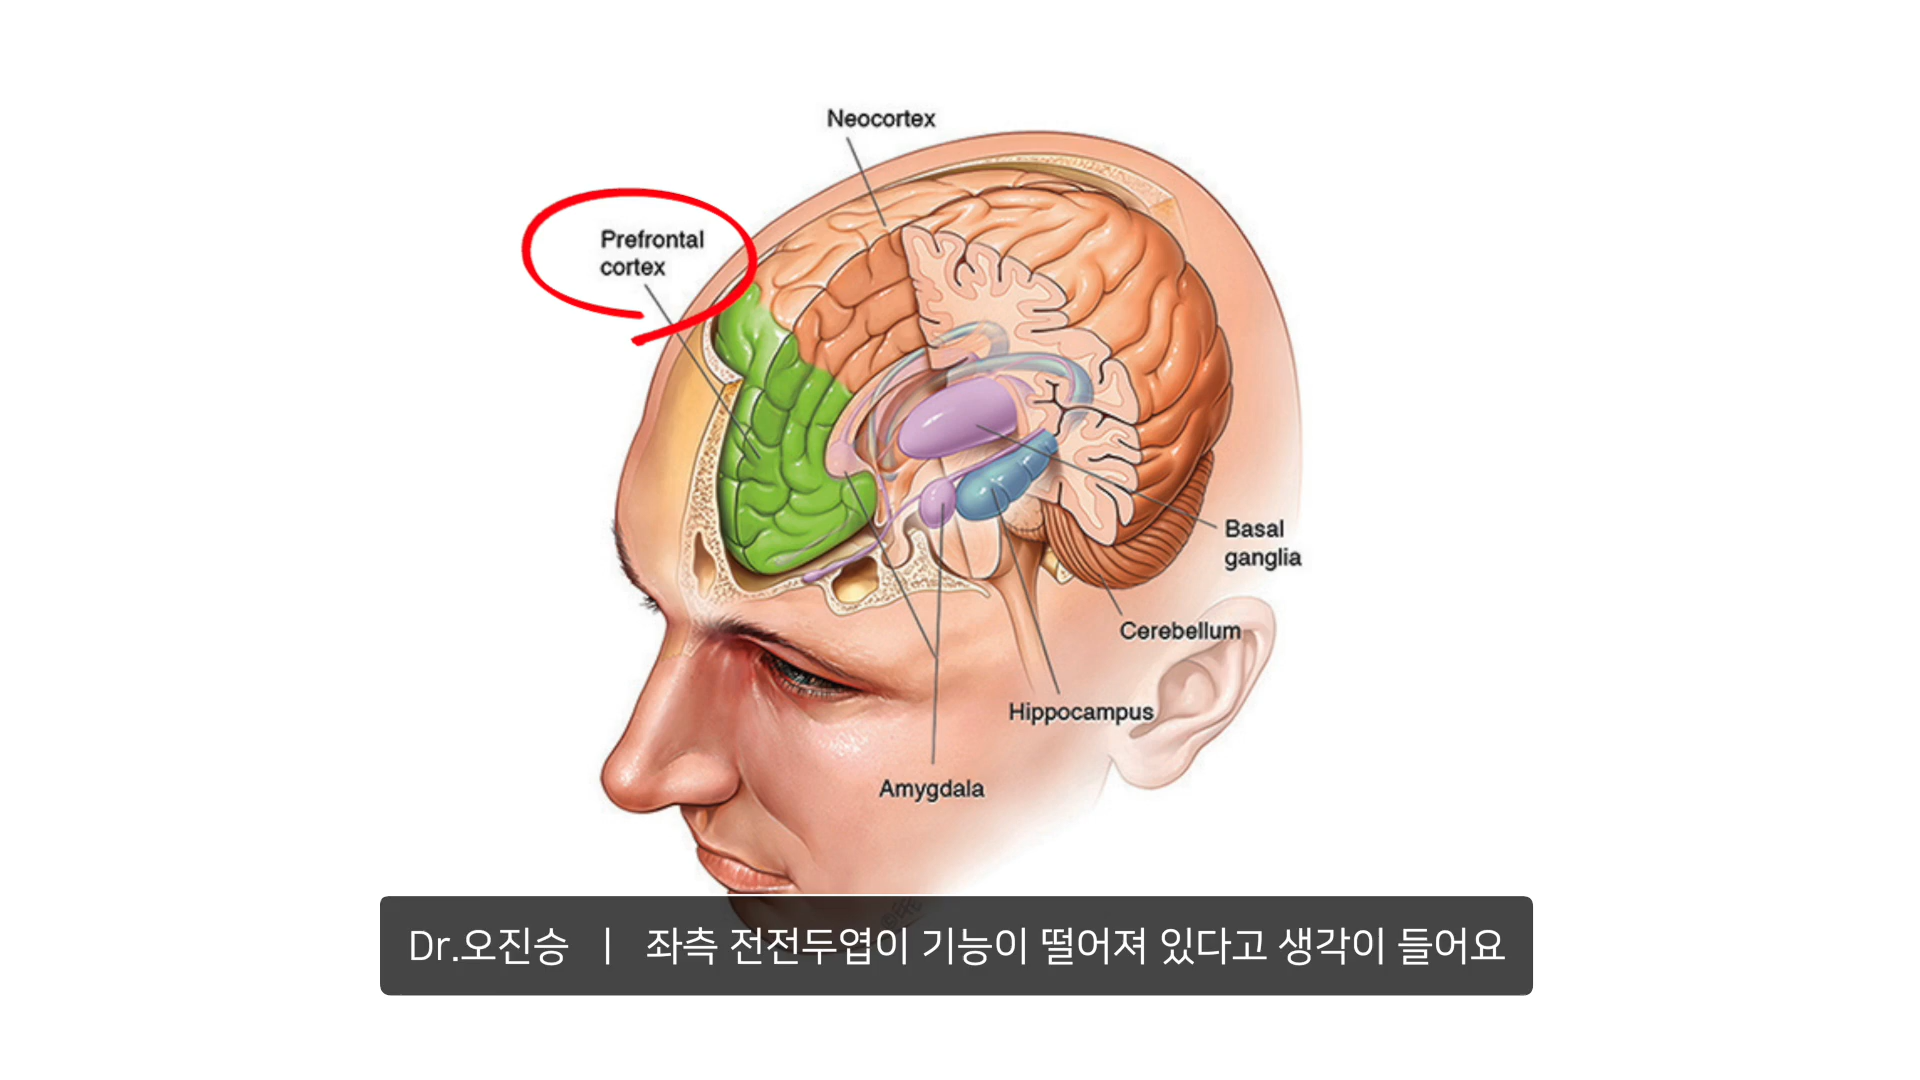 Neocortex
Prefrontal
cortex
Basal
ganglia
Cerebellum
Hippocampus
Amygdala
Dr.오진승 | 좌측 전전두엽이 기능이 떨어져 있다고 생각이 들어요